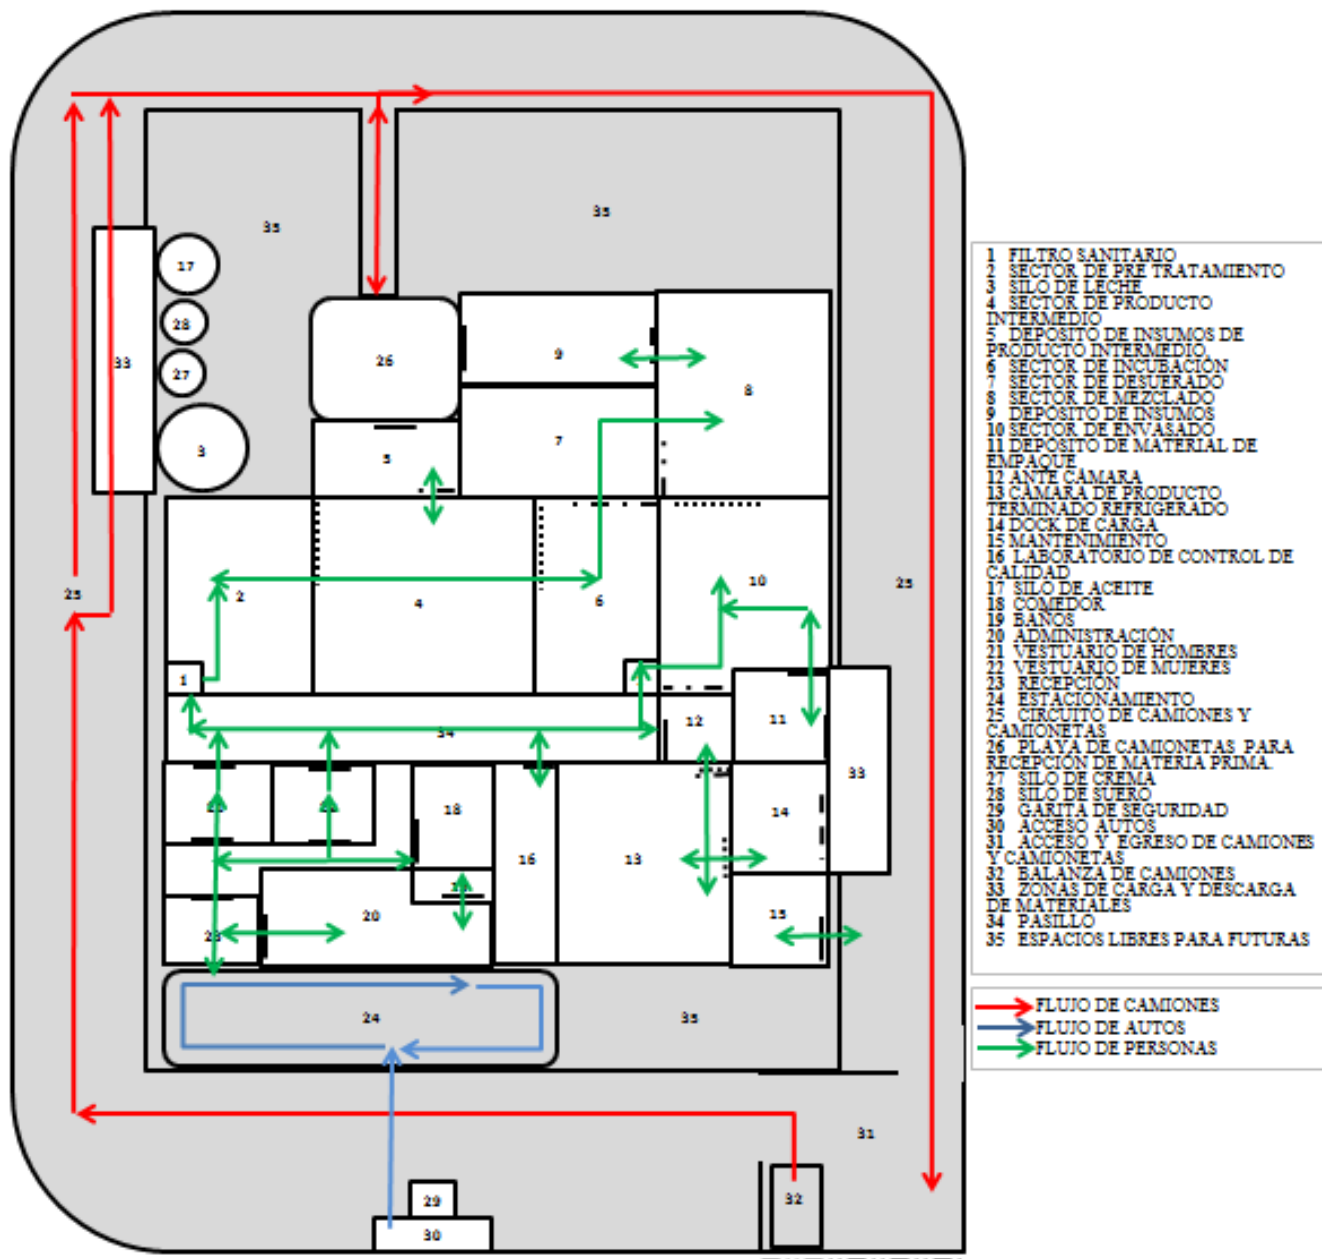 35
35
17
28
33
27
26
9
8
3
5
7
25
2
4
6
10
25
1
34
12
11
33
18
14
16
13
19
20
15
23
24
35
31
29
32
30
1 FILTRO SANITARIO
2 SECTOR DE PRE TRATAMIENTO
3 SILO DE LECHE
4 SECTOR DE PRODUCTO
INTERMEDIO
5 DEPÓSITO DE INSUMOS DE
PRODUCTO INTERMEDIO.
6 SECTOR DE INCUBACIÓN
7 SECTOR DE DESUERADO
8 SECTOR DE MEZCLADO
9 DEPÓSITO DE INSUMOS
10 SECTOR DE ENVASADO
11 DEPÓSITO DE MATERIAL DE
EMPAQUE
12 ANTE CÁMARA
13 CÁMARA DE PRODUCTO
TERMINADO REFRIGERADO
14 DOCK DE CARGA
15 MANTENIMIENTO
16 LABORATORIO DE CONTROL DE
CALIDAD
17 SILO DE ACEITE
18 COMEDOR
19 BAÑOS
20 ADMINISTRACIÓN
21 VESTUARIO DE HOMBRES
22 VESTUARIO DE MUJERES
23 RECEPCIÓN
24 ESTACIONAMIENTO
25 CIRCUITO DE CAMIONES Y
CAMIONETAS
26 PLAYA DE CAMIONETAS PARA
RECEPCIÓN DE MATERIA PRIMA.
27 SILO DE CREMA
28 SILO DE SUERO
29 GARITA DE SEGURIDAD
30 ACCESO AUTOS
31 ACCESO Y EGRESO DE CAMIONES
Y CAMIONETAS
32 BALANZA DE CAMIONES
33 ZONAS DE CARGA Y DESCARGA
DE MATERIALES
34 PASILLO
35 ESPACIOS LIBRES PARA FUTURAS
FLUJO DE CAMIONES
FLUJO DE AUTOS
FLUJO DE PERSONAS